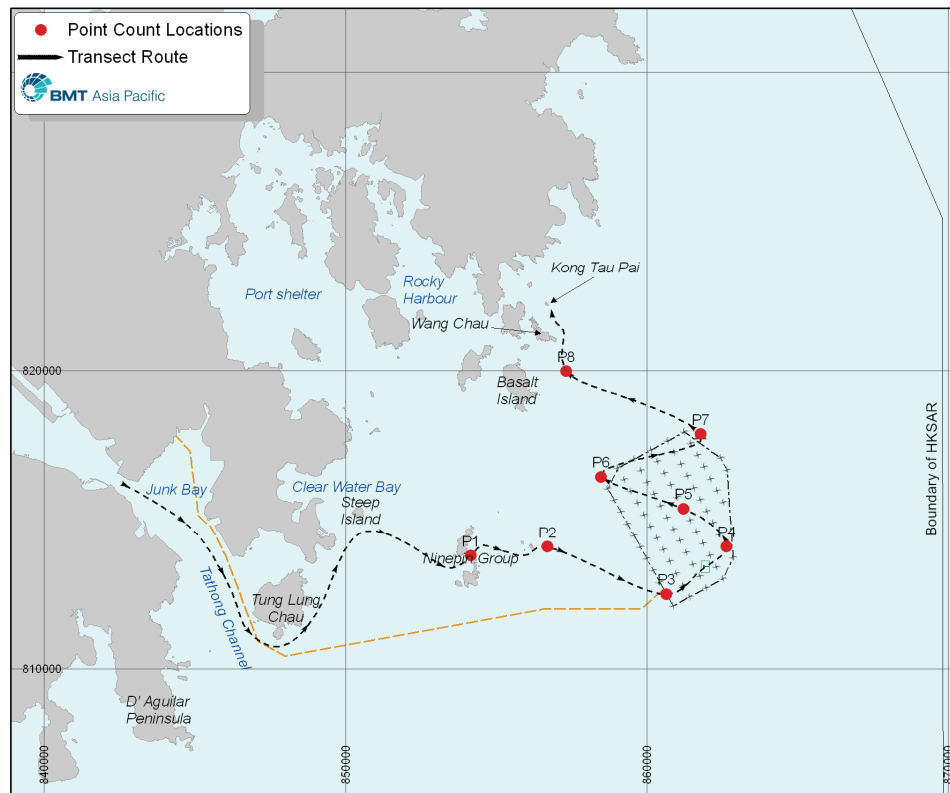 Point Count Locations
Transect Route
BMT Asia Pacific
Kong Tau Pai
Rocky
Harbour
Port shelter
Wang Chau
P8
820000
Basalt
Island
P7
Boundary of HKSAR
P6
Junk Bay
Clear Water Bay
Steep
Island
P5
P1
P2
P4
Ninepin Group
Tathong Channel
Tung Lung
Chau
P3
810000
D' Aguilar
Peninsula
840000
850000
860000
870000